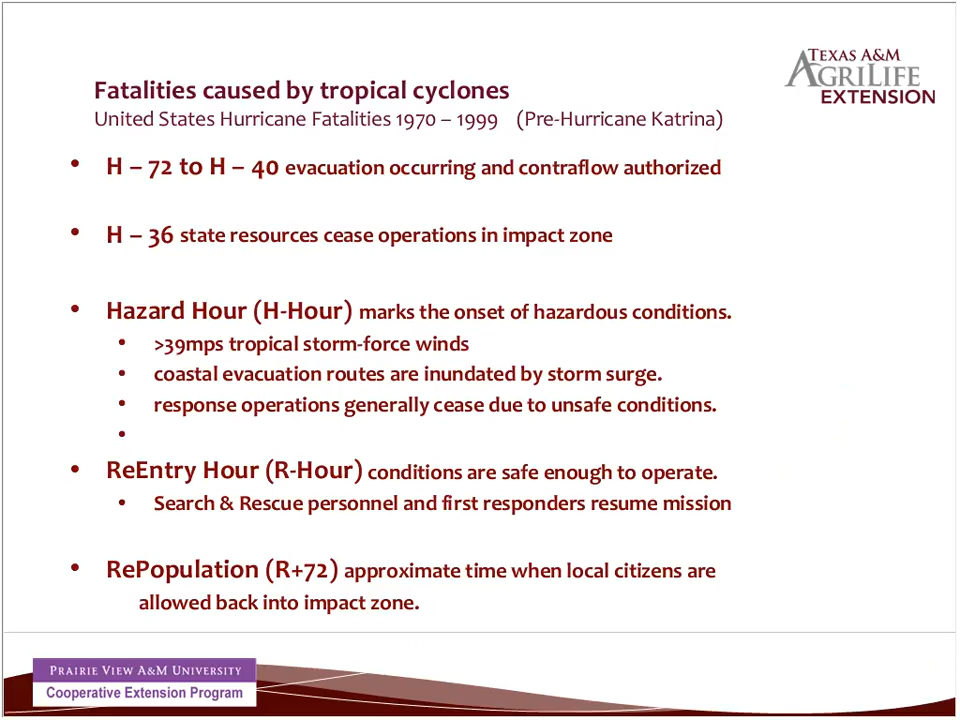 TEXAS A&M
AGRILIFE
EXTENSION
Fatalities caused by tropical cyclones
United States Hurricane Fatalities 1970 – 1999 (Pre-Hurricane Katrina)
• H – 72 to H – 40 evacuation occurring and contraflow authorized
• H – 36 state resources cease operations in impact zone
• Hazard Hour (H-Hour) marks the onset of hazardous conditions.
• >39mps tropical storm-force winds
• coastal evacuation routes are inundated by storm surge.
• response operations generally cease due to unsafe conditions.
•
• ReEntry Hour (R-Hour) conditions are safe enough to operate.
• Search & Rescue personnel and first responders resume mission
• RePopulation (R+72) approximate time when local citizens are
allowed back into impact zone.
PRAIRIE VIEW A&M UNIVERSITY
Cooperative Extension Program